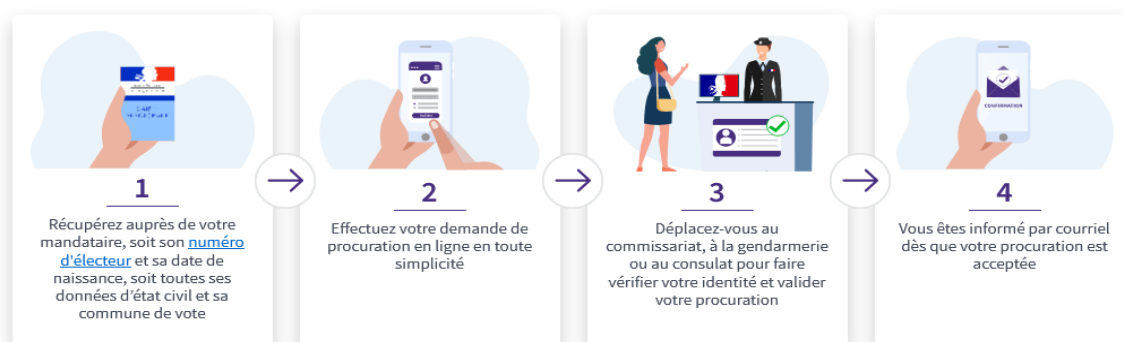 1
Récupérez auprès de votre
mandataire, soit son numéro
d'électeur et sa date de
naissance, soit toutes ses
données d'état civil et sa
commune de vote
2
Effectuez votre demande de
procuration en ligne en toute
simplicité
CONFIRMATION
3
Déplacez-vous au
commissariat, à la gendarmerie
ou au consulat pour faire
vérifier votre identité et valider
votre procuration
4
Vous êtes informé par courriel
dès que votre procuration est
acceptée